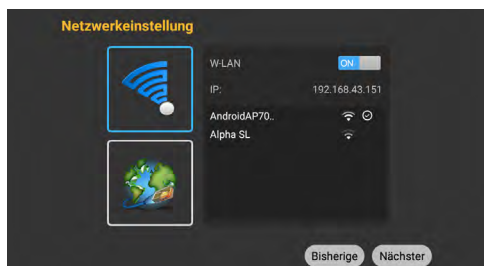 Netzwerkeinstellung
W-LAN ON
IP: 192.168.43.151
AndroidAP70..
Alpha SL
Bisherige Nächster